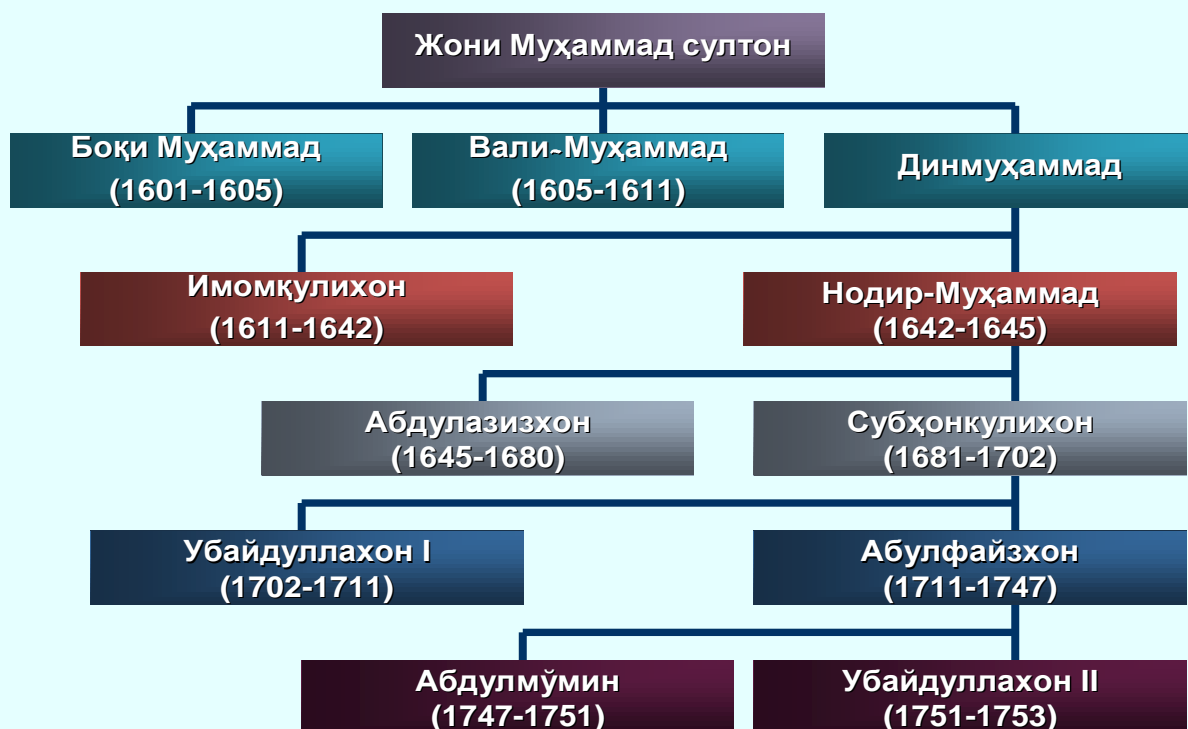 Жони Муҳаммад султон
Боқи Муҳаммад
(1601-1605)
Вали-Муҳаммад
(1605-1611)
Динмуҳаммад
Имомқулихон
(1611-1642)
Нодир-Муҳаммад
(1642-1645)
Абдулазизхон
(1645-1680)
Субҳонкулихон
(1681-1702)
Убайдуллахон I
(1702-1711)
Абулфайзхон
(1711-1747)
Абдулмўмин
(1747-1751)
Убайдуллахон II
(1751-1753)